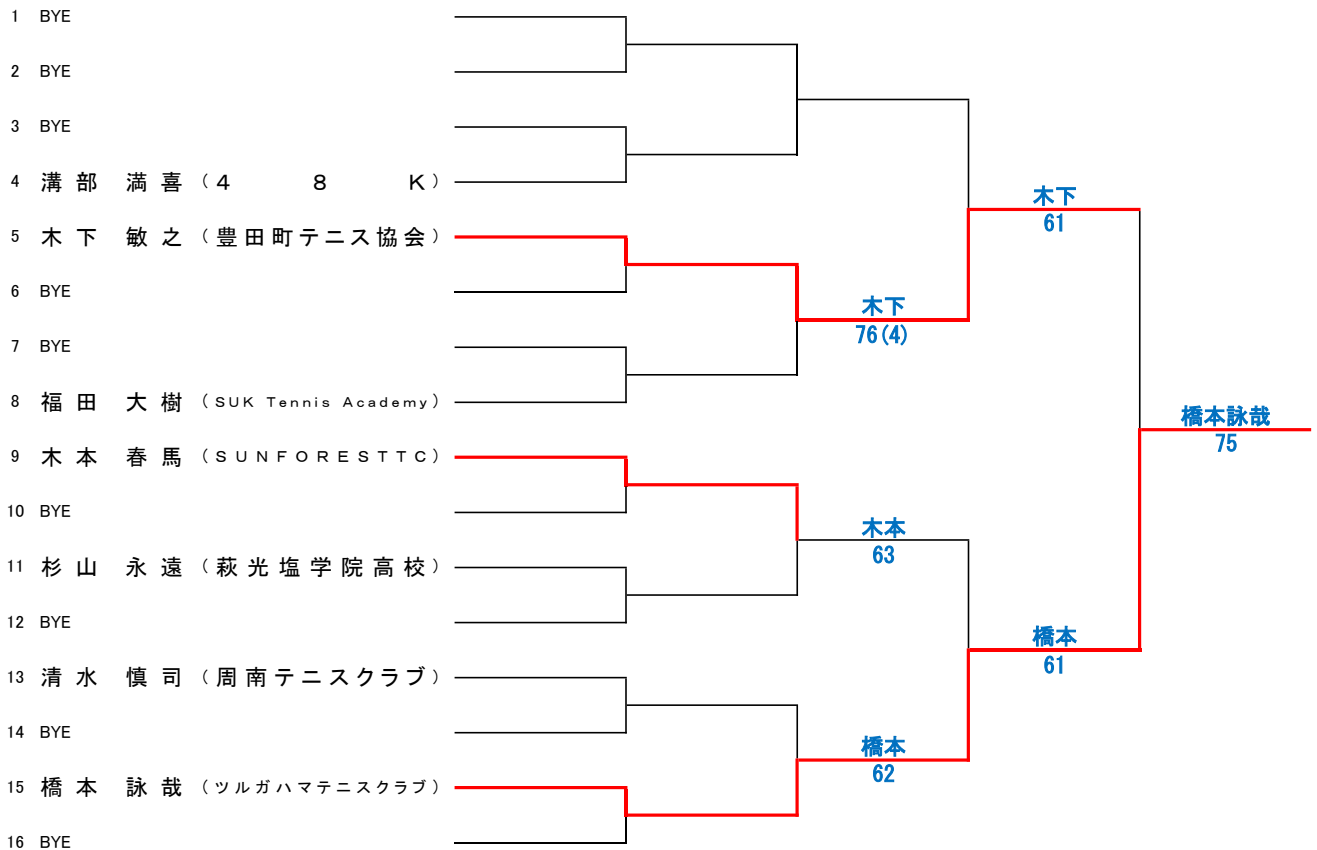 1 BYE
2 BYE
3 BYE
4 溝部 満喜 (4 8 K)
5 木下 敏之 (豊田町テニス協会)
6 BYE
7 BYE
8 福田 大樹 (SUK Tennis Academy)
9 木本 春馬 (SUNFORESTTC)
10 BYE
11 杉山 永遠 (萩光塩学院高校)
12 BYE
13 清水 慎司 (周南テニスクラブ)
14 BYE
15 橋本 詠哉 (ツルガハマテニスクラブ)
16 BYE
木下
76(4)
木本
63
橋本
62
木下
61
橋本
61
橋本詠哉
75